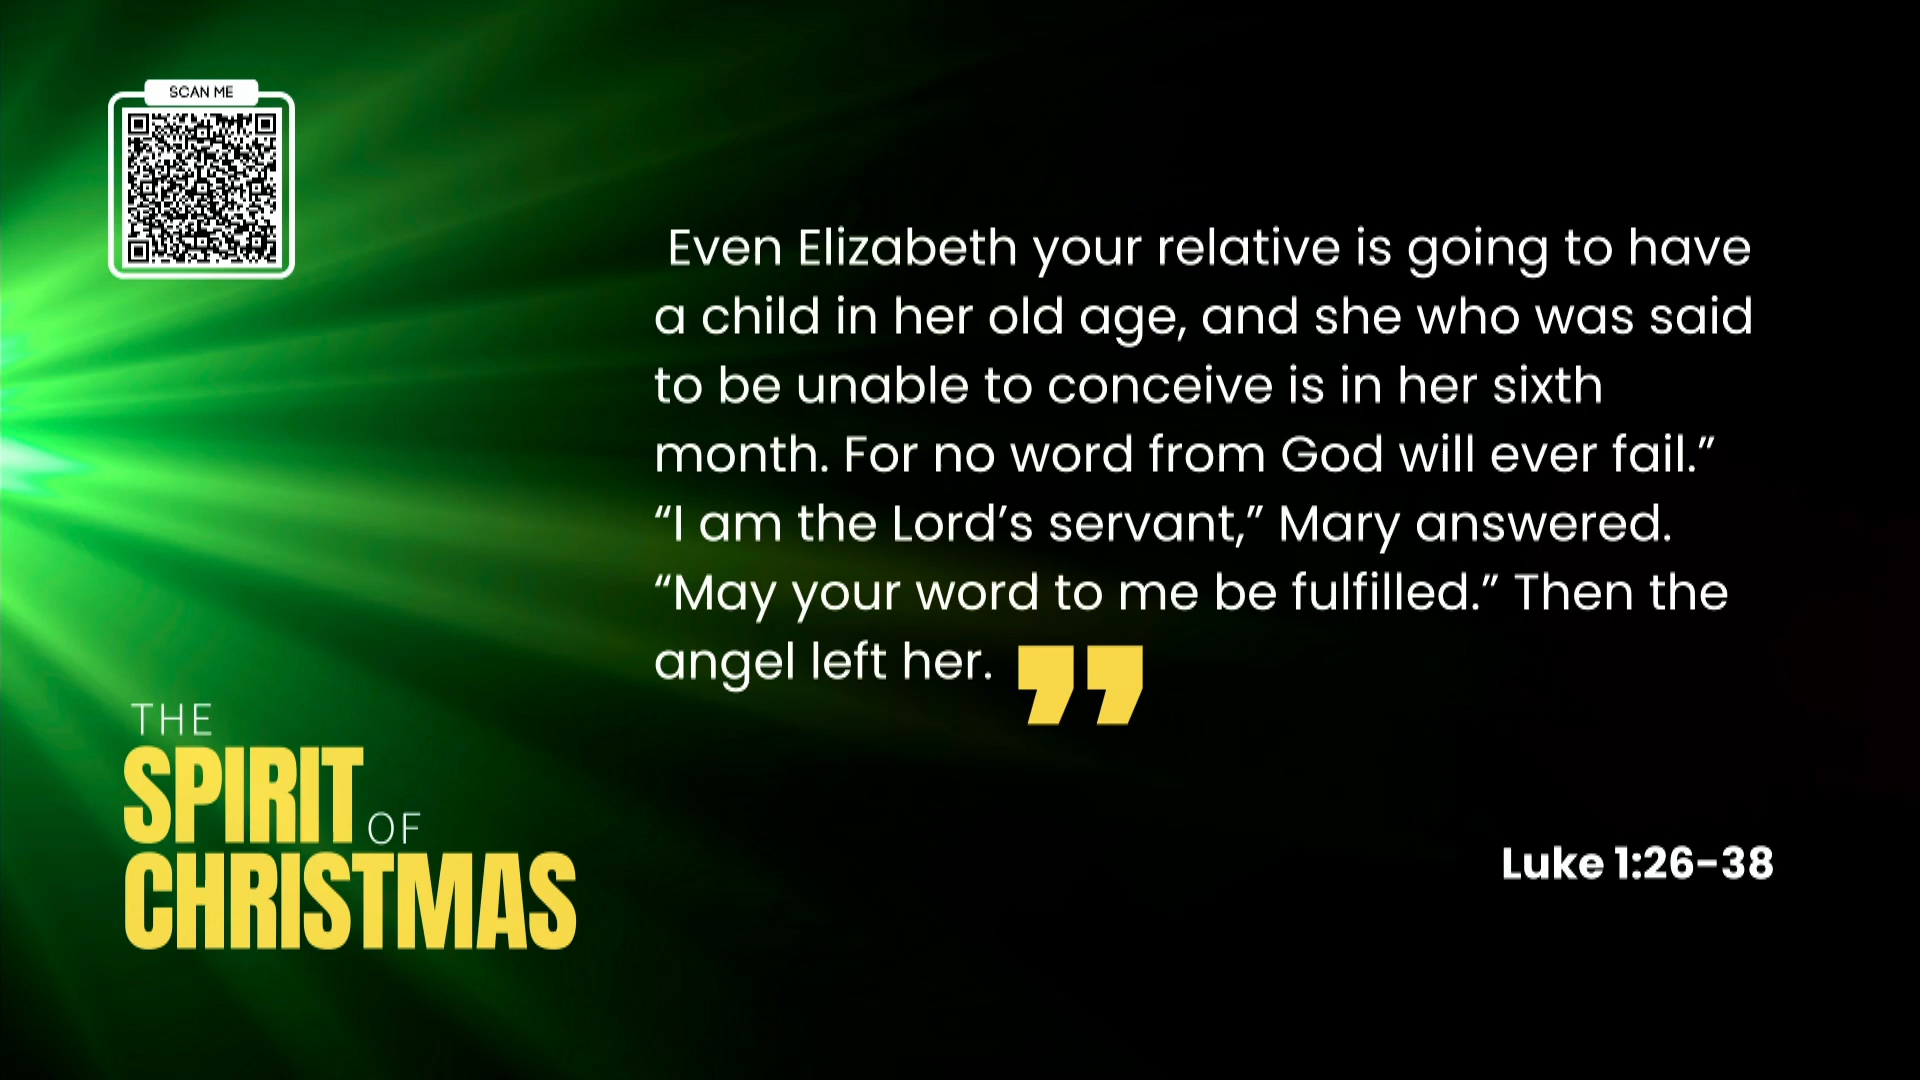 SCAN ME
Even Elizabeth your relative is going to have
a child in her old age, and she who was said
to be unable to conceive is in her sixth
month. For no word from God will ever fail.”
“I am the Lord’s servant,” Mary answered.
“May your word to me be fulfilled.” Then the
angel left her. ”
THE
SPIRIT OF
CHRISTMAS
Luke 1:26-38